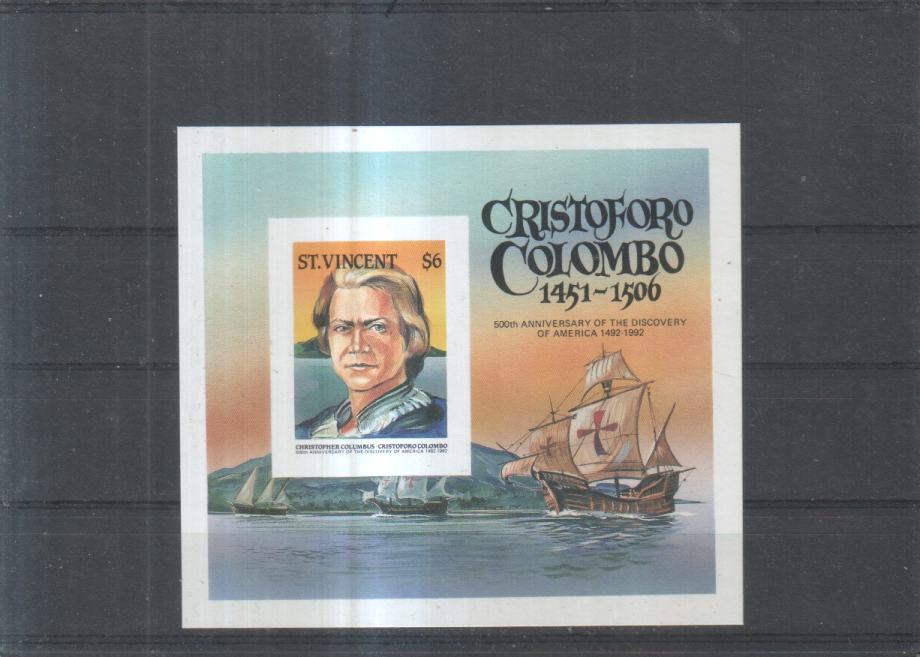 CRISTOFORO
COLOMBO
1451-1506
500th ANNIVERSARY OF THE DISCOVERY
OF AMERICA 1492-1992
ST. VINCENT $6
CHRISTOPHER COLUMBUS - CRISTOFORO COLOMBO
500th ANNIVERSARY OF THE DISCOVERY OF AMERICA 1492-1992